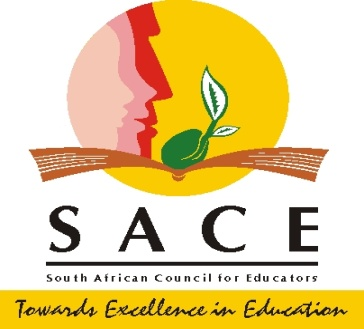 SACE
South African Council for Educators
Towards Excellence in Education